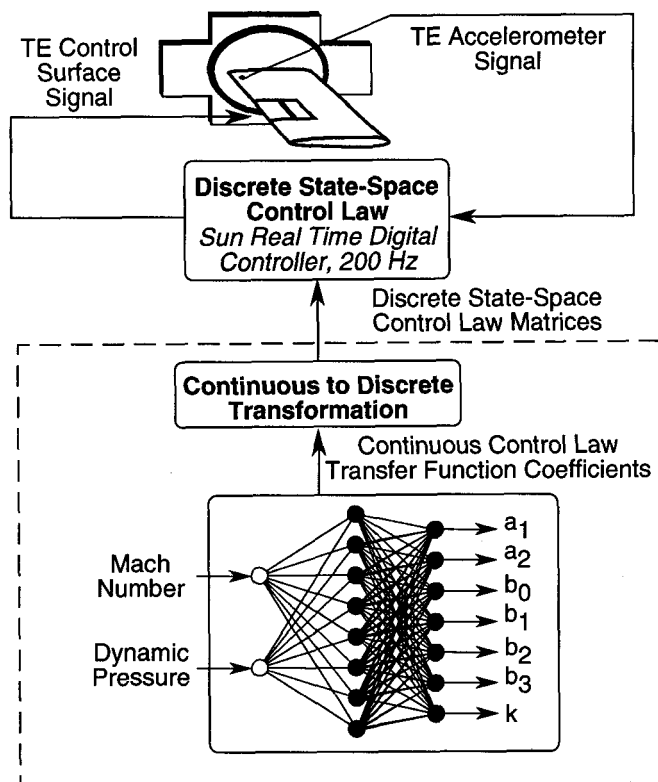 TE Control
Surface
Signal
TE Accelerometer
Signal
Discrete State-Space
Control Law
Sun Real Time Digital
Controller, 200 Hz
Discrete State-Space
Control Law Matrices
Continuous to Discrete
Transformation
Continuous Control Law
Transfer Function Coefficients
Mach
Number
Dynamic
Pressure
a1
a2
b0
b1
b2
b3
k